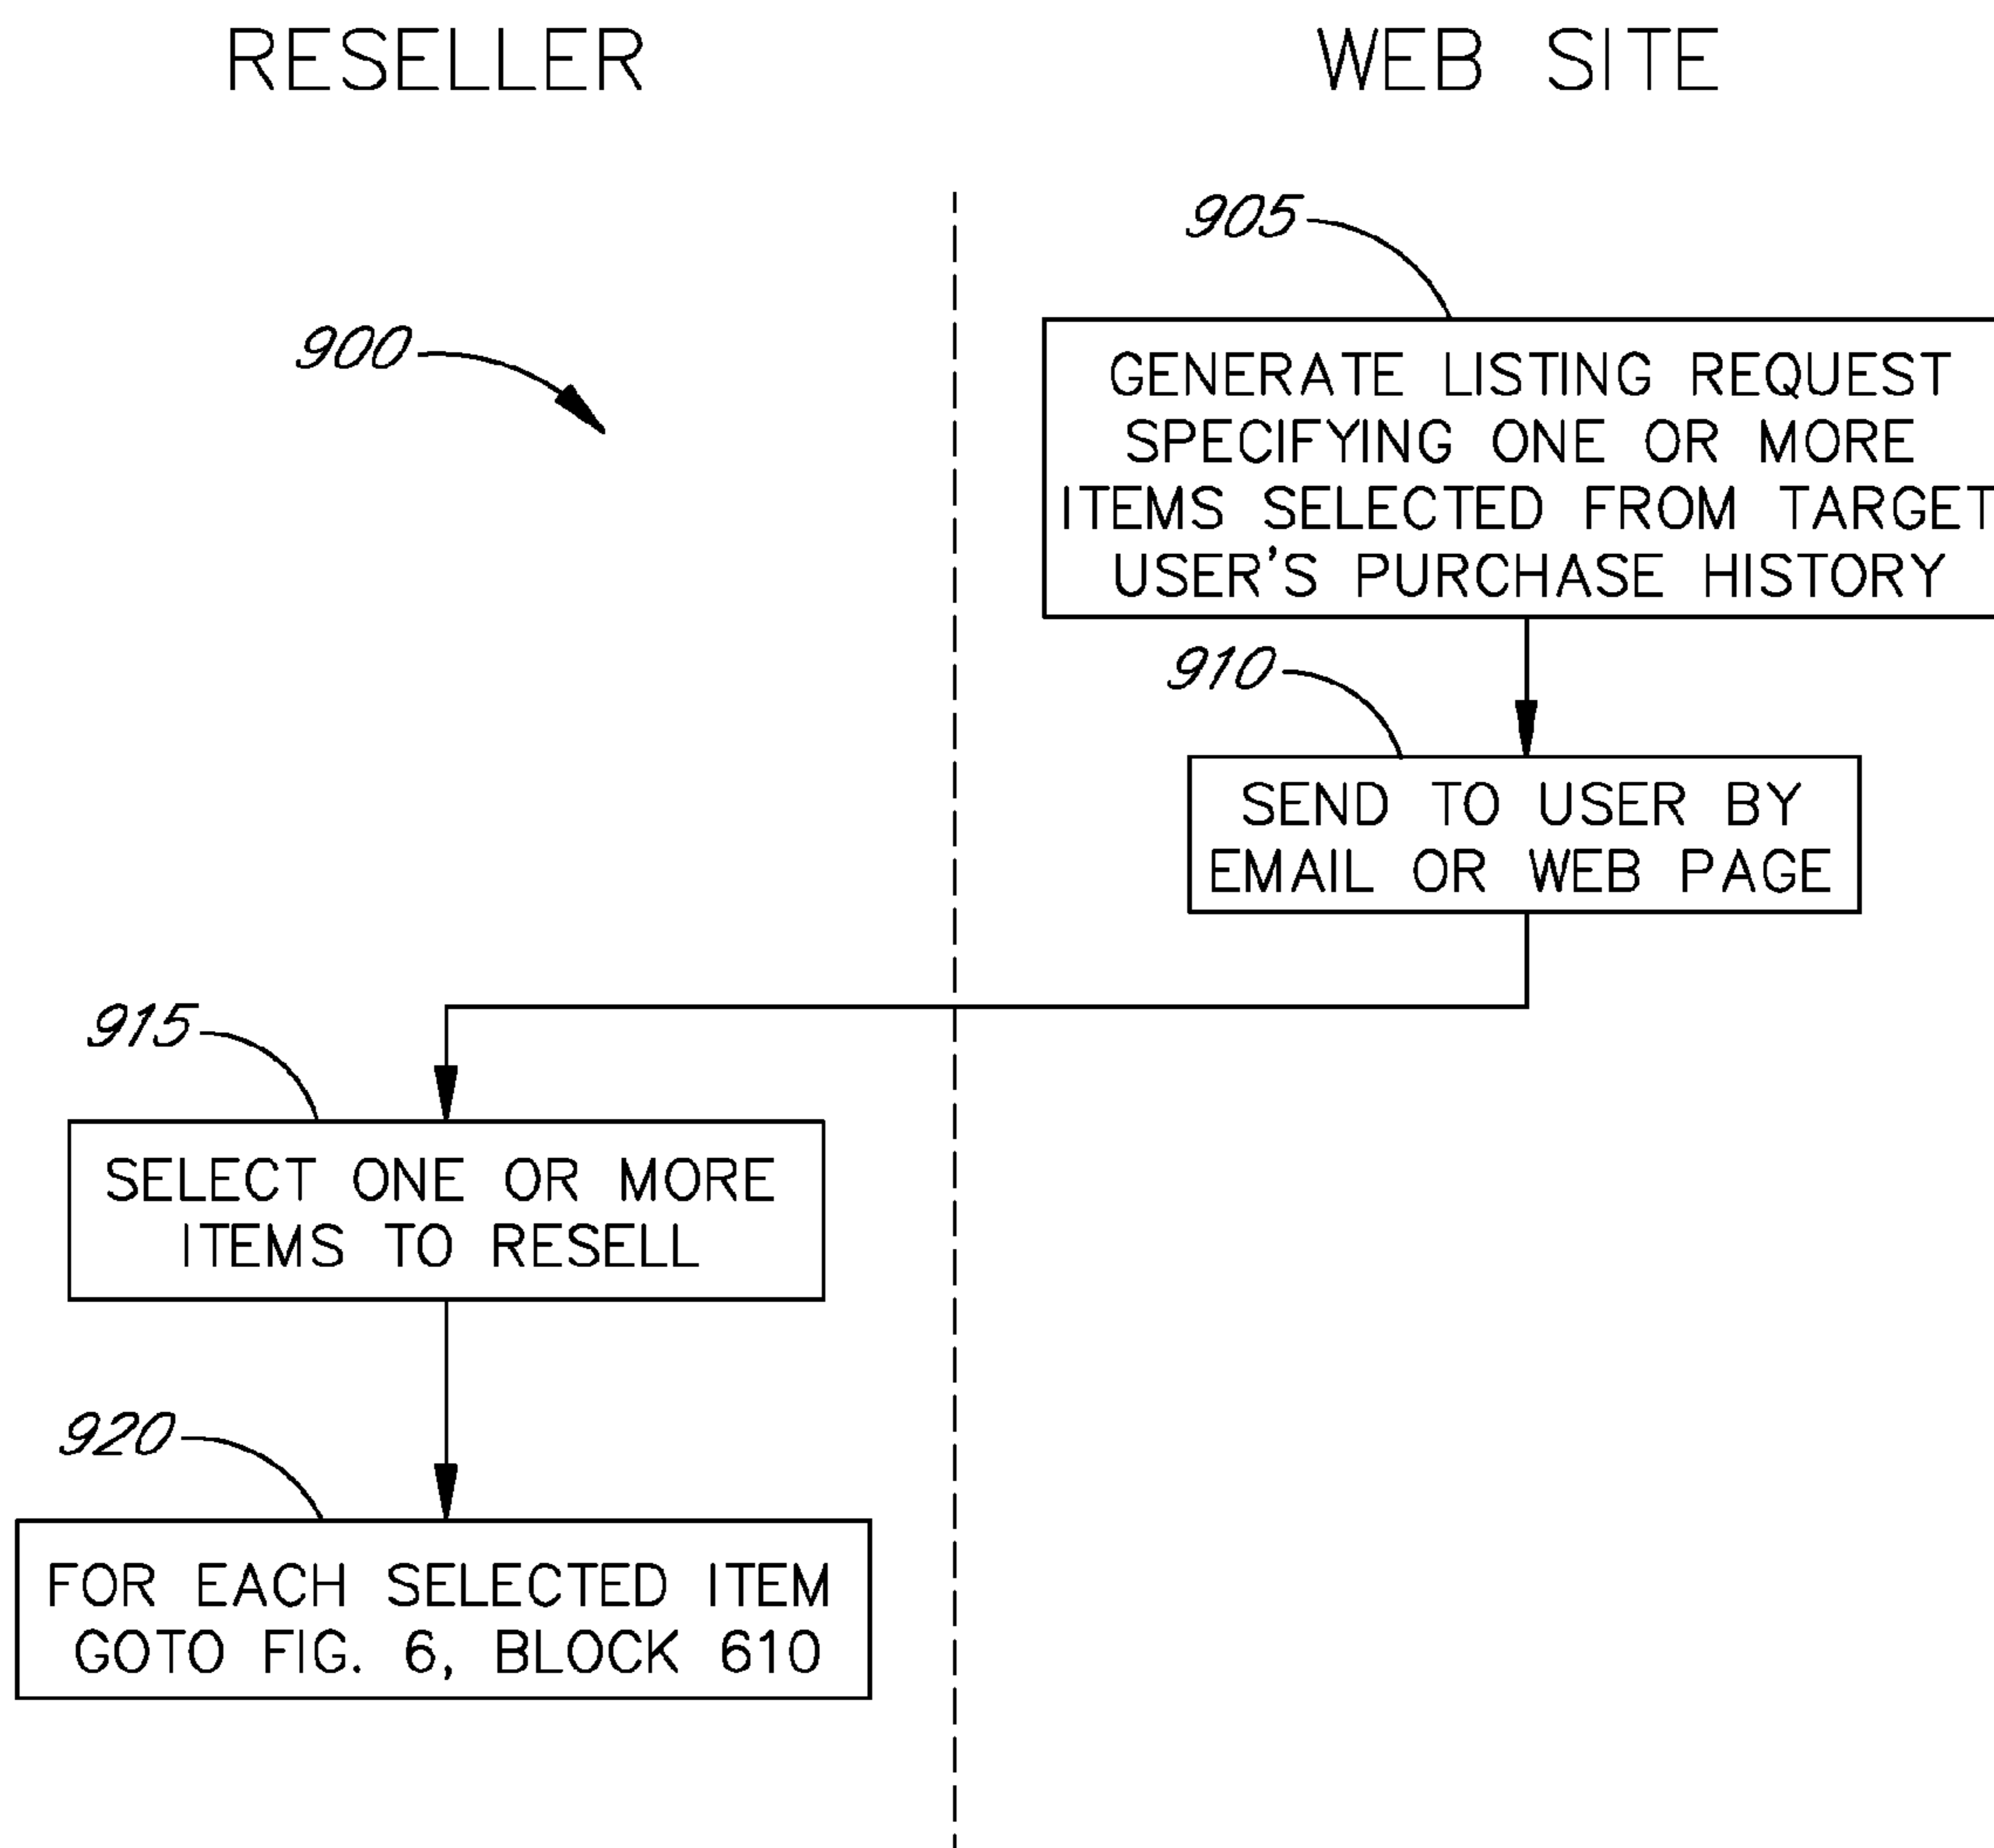 RESELLER
WEB SITE
905
900
GENERATE LISTING REQUEST
SPECIFYING ONE OR MORE
ITEMS SELECTED FROM TARGET
USER'S PURCHASE HISTORY
910
SEND TO USER BY
EMAIL OR WEB PAGE
915
SELECT ONE OR MORE
ITEMS TO RESELL
920
FOR EACH SELECTED ITEM
GOTO FIG. 6, BLOCK 610